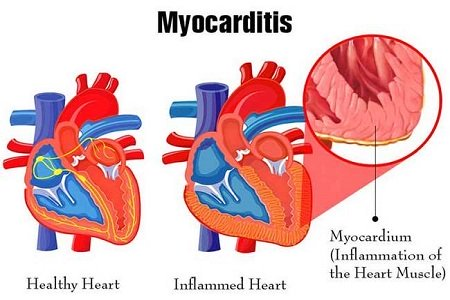 Myocarditis
Healthy Heart
Inflammed Heart
Myocardium
(Inflammation of
the Heart Muscle)